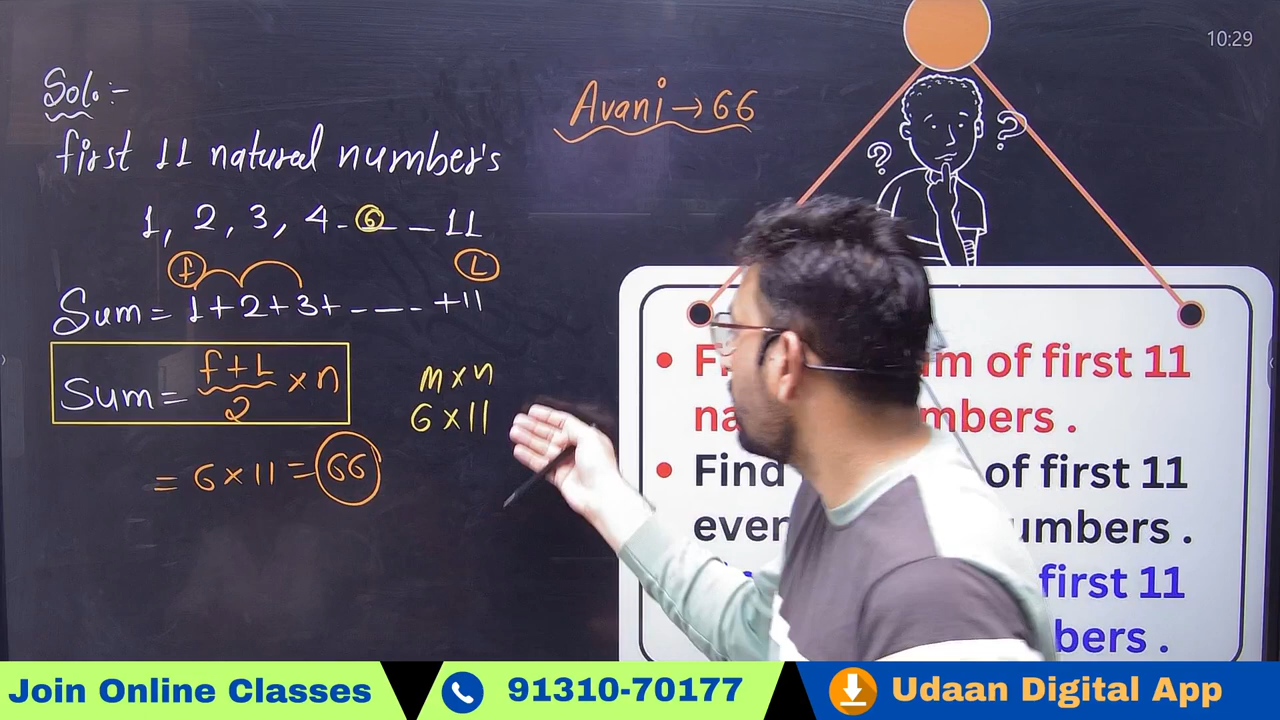 10:29
Sol:-
Avani→66
first 11 natural number's
1, 2, 3, 4 - 6 - - 11
f L
Sum = 1+2+3+ - - - - +11
Sum = f+L/2 × n
m×n
6×11
= 6×11 = 66
? ?
• F m of first 11
na mbers .
• Find of first 11
even umbers .
first 11
bers .
Join Online Classes
91310-70177
Udaan Digital App